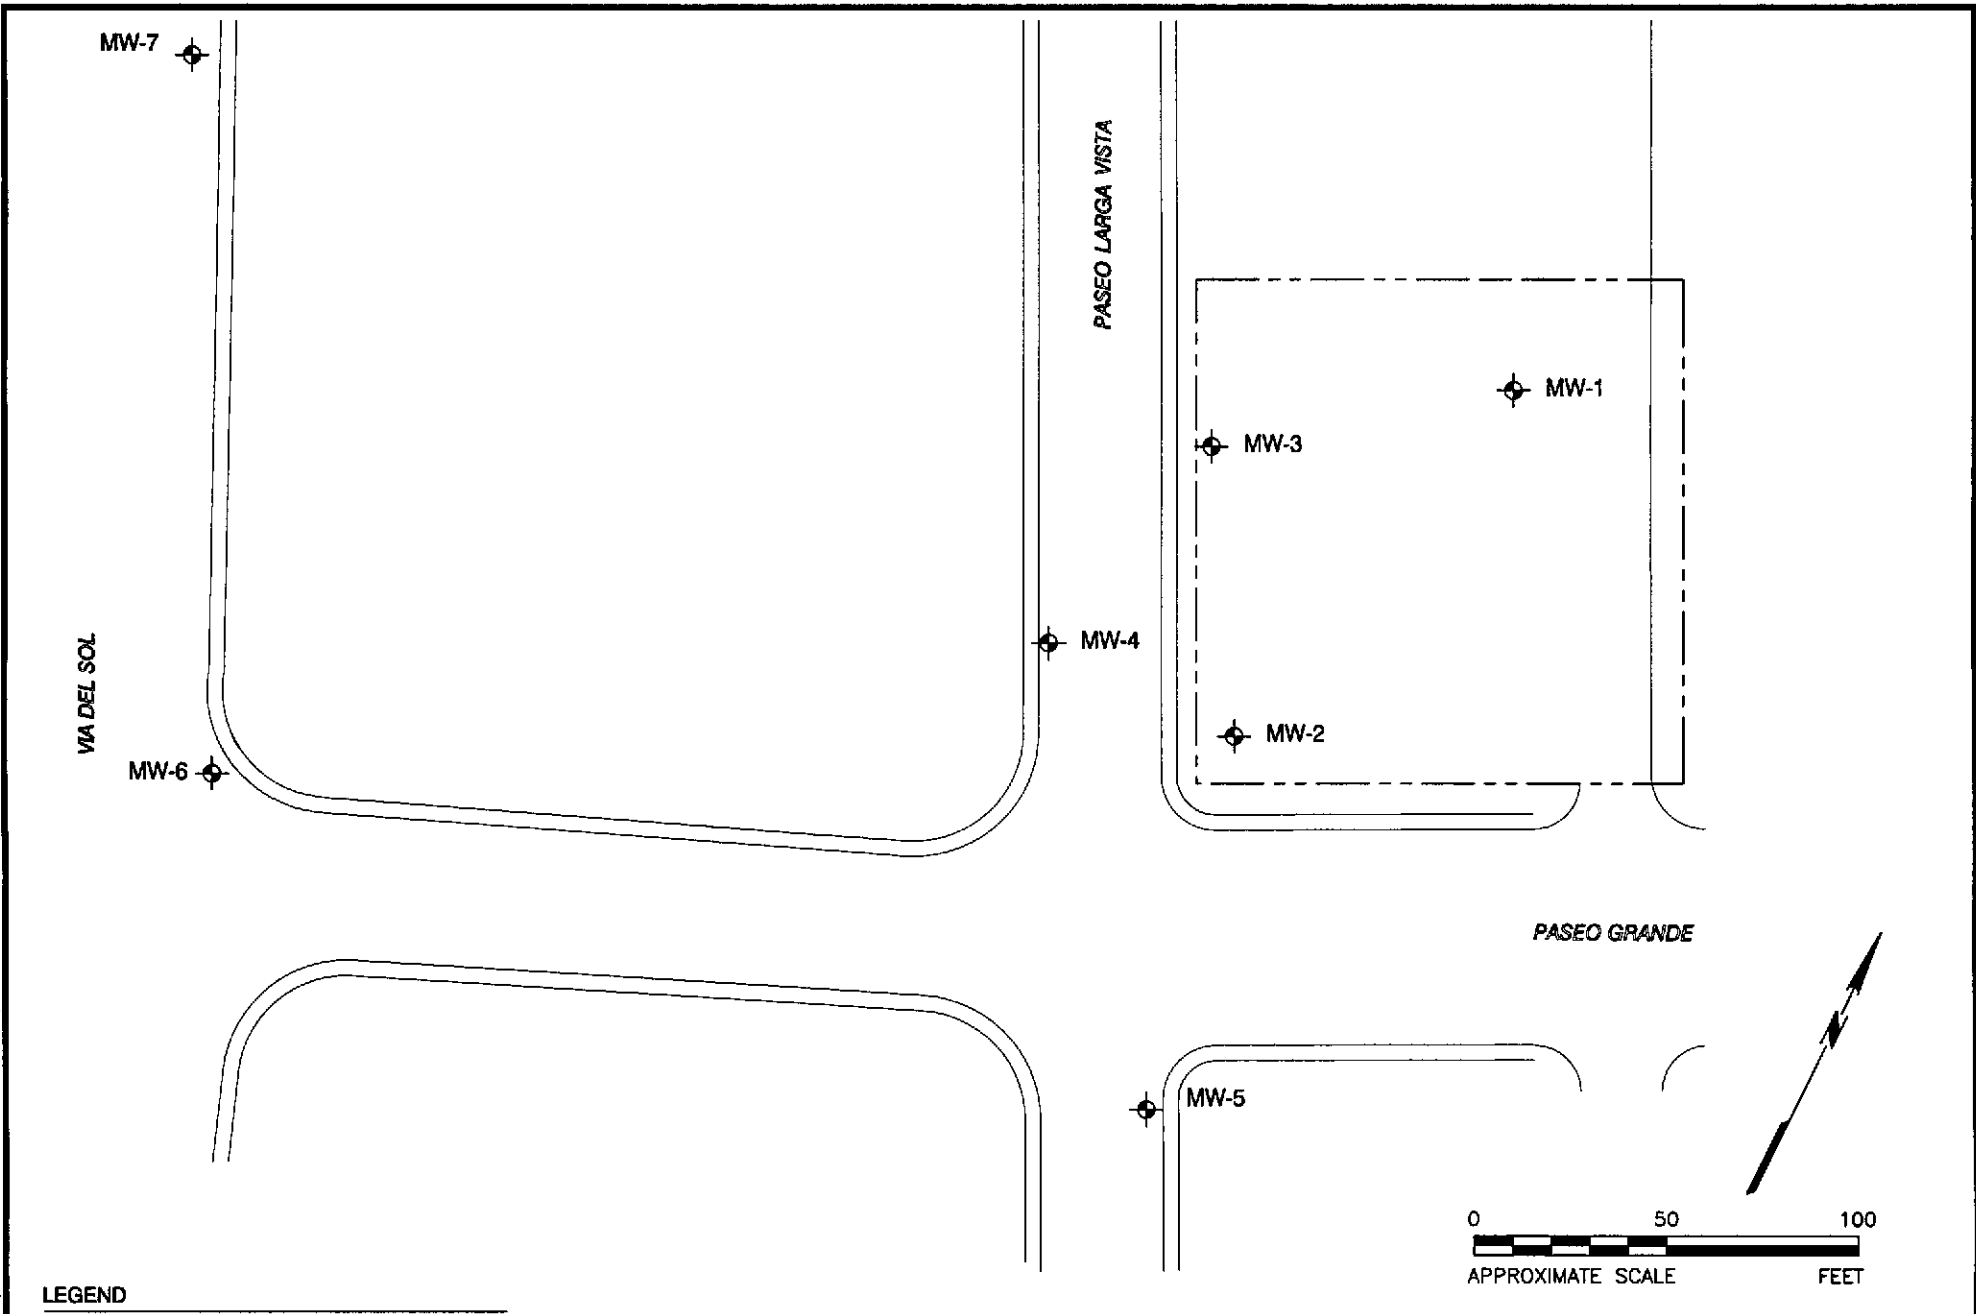 MW-7
PASEO LARGA VISTA
MW-1
MW-3
VIA DEL SOL
MW-4
MW-2
MW-6
PASEO GRANDE
N
MW-5
0 50 100
APPROXIMATE SCALE FEET
LEGEND